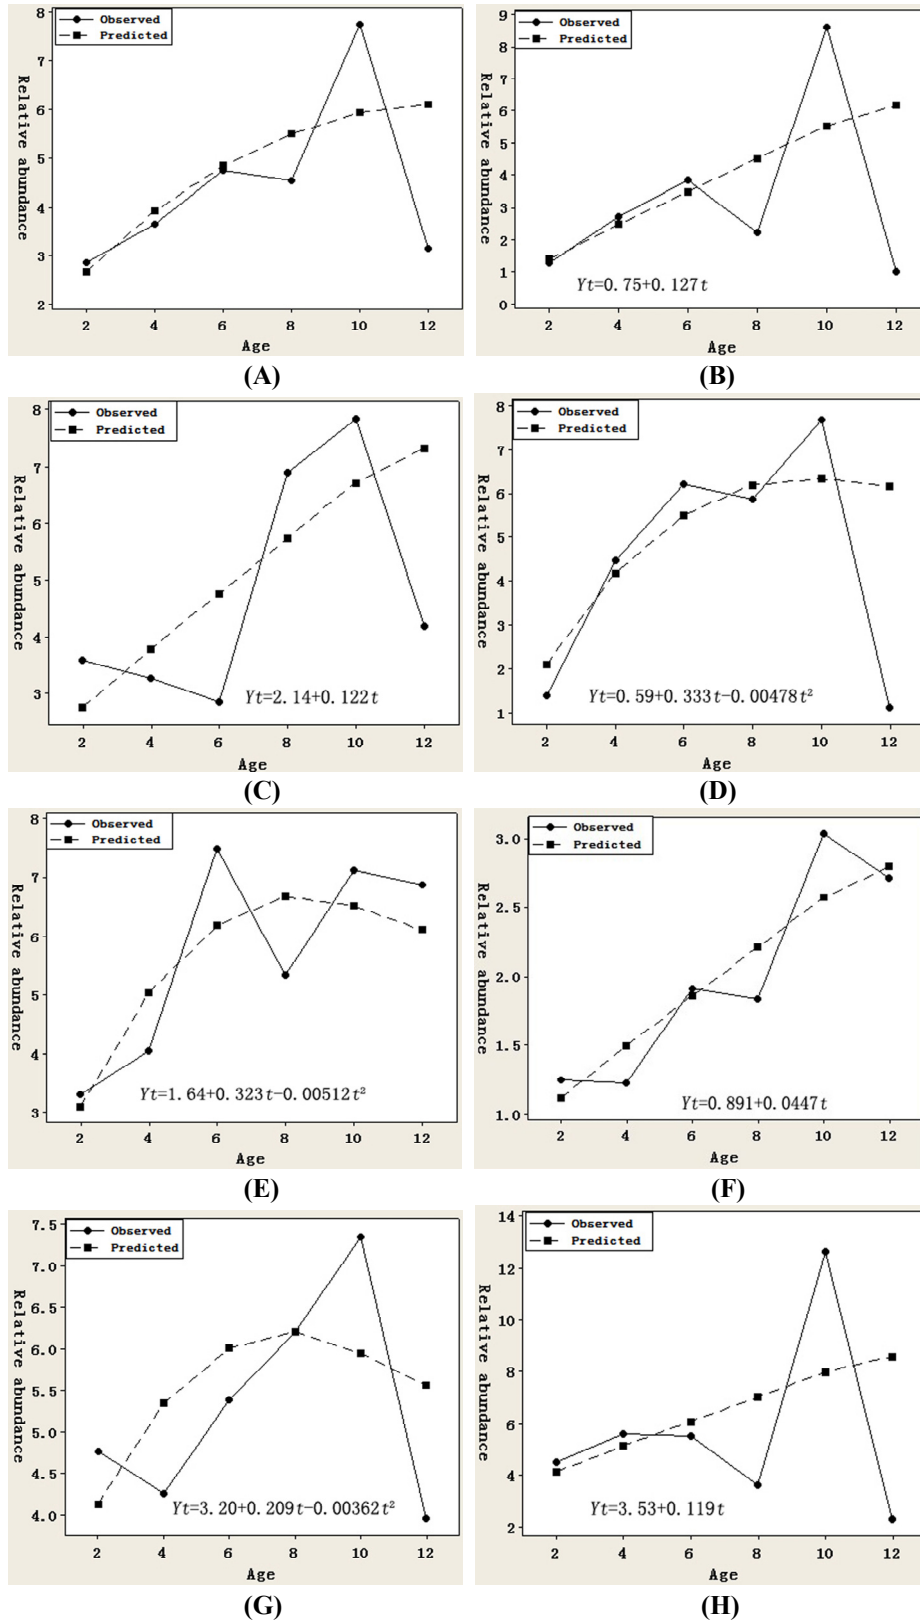 Observed
Predicted
Relative abundance
8
7
6
5
4
3
2
2 4 6 8 10 12
Age
(A)
Observed
Predicted
Relative abundance
9
8
7
6
5
4
3
2
1
0
Yt=0.75+0.127t
2 4 6 8 10 12
Age
(B)
Observed
Predicted
Relative abundance
8
7
6
5
4
3
Yt=2.14+0.122t
2 4 6 8 10 12
Age
(C)
Observed
Predicted
Relative abundance
8
7
6
5
4
3
2
1
Yt=0.59+0.333t-0.00478t²
2 4 6 8 10 12
Age
(D)
Observed
Predicted
Relative abundance
8
7
6
5
4
3
Yt=1.64+0.323t-0.00512t²
2 4 6 8 10 12
Age
(E)
Observed
Predicted
Relative abundance
3.0
2.5
2.0
1.5
1.0
Yt=0.891+0.0447t
2 4 6 8 10 12
Age
(F)
Observed
Predicted
Relative abundance
7.5
7.0
6.5
6.0
5.5
5.0
4.5
4.0
Yt=3.20+0.209t-0.00362t²
2 4 6 8 10 12
Age
(G)
Observed
Predicted
Relative abundance
14
12
10
8
6
4
2
Yt=3.53+0.119t
2 4 6 8 10 12
Age
(H)